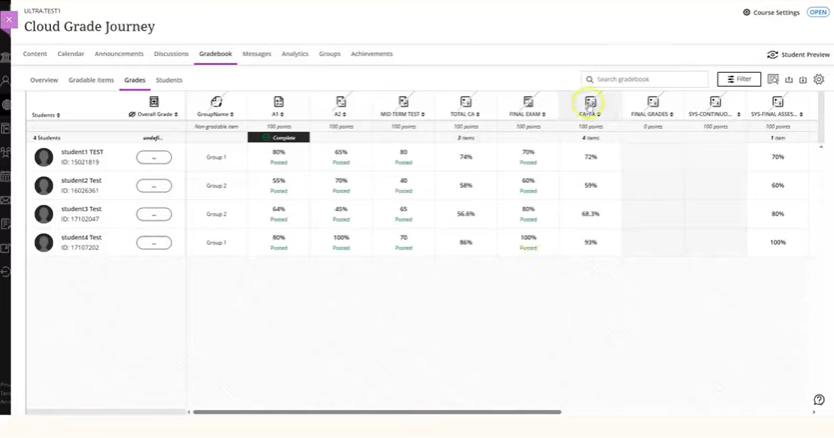 ULTRA.TEST1
Course Settings OPEN
Cloud Grade Journey
Content Calendar Announcements Discussions Gradebook Messages Analytics Groups Achievements
Student Preview
Overview Gradable Items Grades Students
Search gradebook Filter
Students Overall Grade GroupName A1 A2 MID-TERM TEST TOTAL CA FINAL EXAM FINAL GRADES SYS-CONTINUO... SYS-FINAL ASSES...
Non-gradable item 100 points 100 points 100 points 100 points 100 points 100 points 0 points 100 points 100 points
4 Students undefi... Complete 3 items 4 items 1 item
student1 TEST
ID: 15021819
-- Group 1 80% Posted 65% Posted 80 Posted 74% 70% Posted 72% 70%
student2 Test
ID: 16026361
-- Group 2 55% Posted 70% Posted 40 Posted 58% 60% Posted 59% 60%
student3 Test
ID: 17102047
-- Group 2 64% Posted 45% Posted 65 Posted 56.6% 80% Posted 68.3% 80%
student4 Test
ID: 17107202
-- Group 1 80% Posted 100% Posted 70 Posted 86% 100% Posted 93% 100%